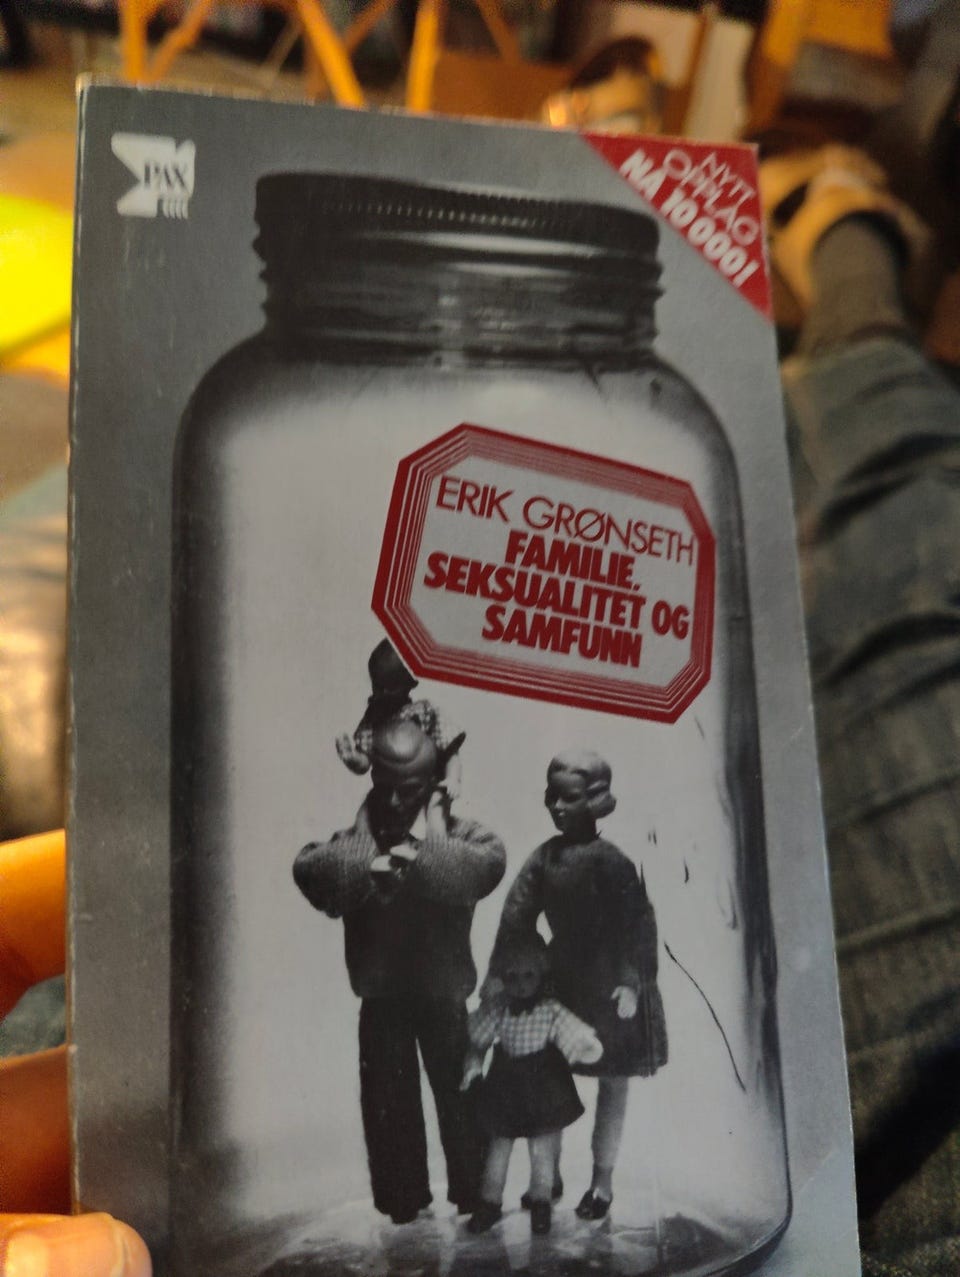 PAX
NYTT
OPPLAG
NÅ 10 000!
ERIK GRØNSETH
FAMILIE,
SEKSUALITET OG
SAMFUNN